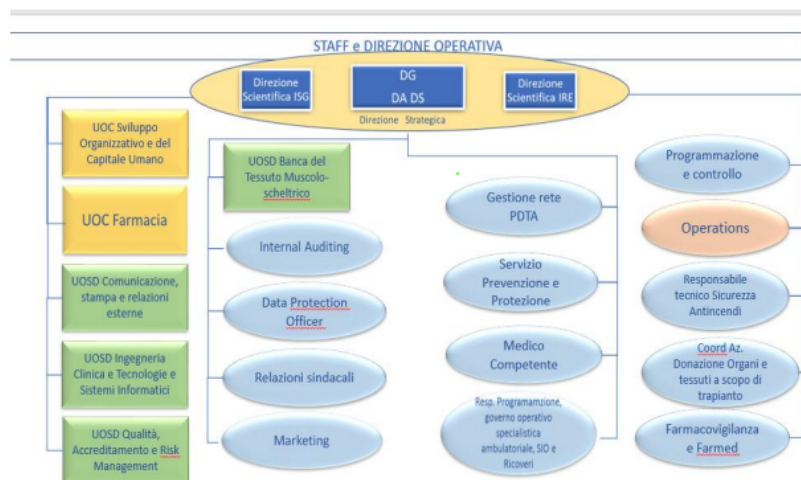 STAFF e DIREZIONE OPERATIVA
Direzione
Scientifica ISG
DG
DA DS
Direzione
Scientifica IRE
Direzione Strategica
UOC Sviluppo
Organizzativo e del
Capitale Umano
UOC Farmacia
UOSD Comunicazione,
stampa e relazioni
esterne
UOSD Ingegneria
Clinica e Tecnologie e
Sistemi Informatici
UOSD Qualità,
Accreditamento e Risk
Management
UOSD Banca del
Tessuto Muscolo-
scheltrico
Internal Auditing
Data Protection
Officer
Relazioni sindacali
Marketing
Gestione rete
PDTA
Servizio
Prevenzione e
Protezione
Medico
Competente
Resp. Programamzione,
governo operativo
specialistica
ambulatoriale, SIO e
Ricoveri
Programmazione
e controllo
Operations
Responsabile
tecnico Sicurezza
Antincendi
Coord Az.
Donazione Organi e
tessuti a scopo di
trapianto
Farmacovigilanza
e Farmed